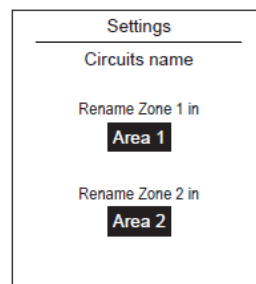 Settings
Circuits name
Rename Zone 1 in
Area 1
Rename Zone 2 in
Area 2